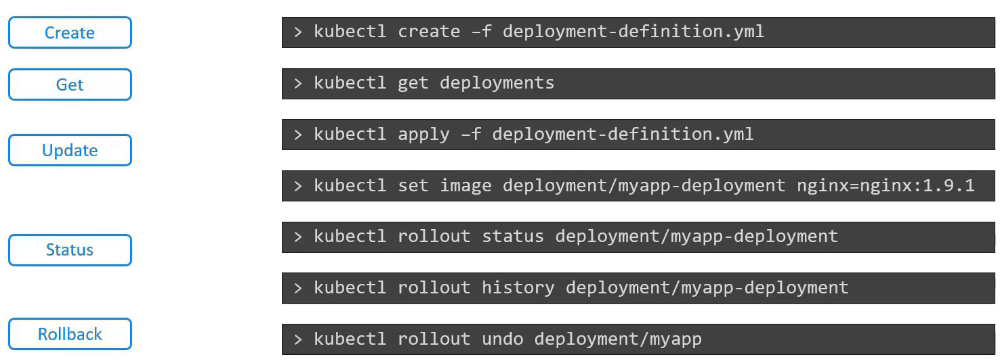 Create
> kubectl create –f deployment-definition.yml
Get
> kubectl get deployments
Update
> kubectl apply –f deployment-definition.yml
> kubectl set image deployment/myapp-deployment nginx=nginx:1.9.1
Status
> kubectl rollout status deployment/myapp-deployment
> kubectl rollout history deployment/myapp-deployment
Rollback
> kubectl rollout undo deployment/myapp